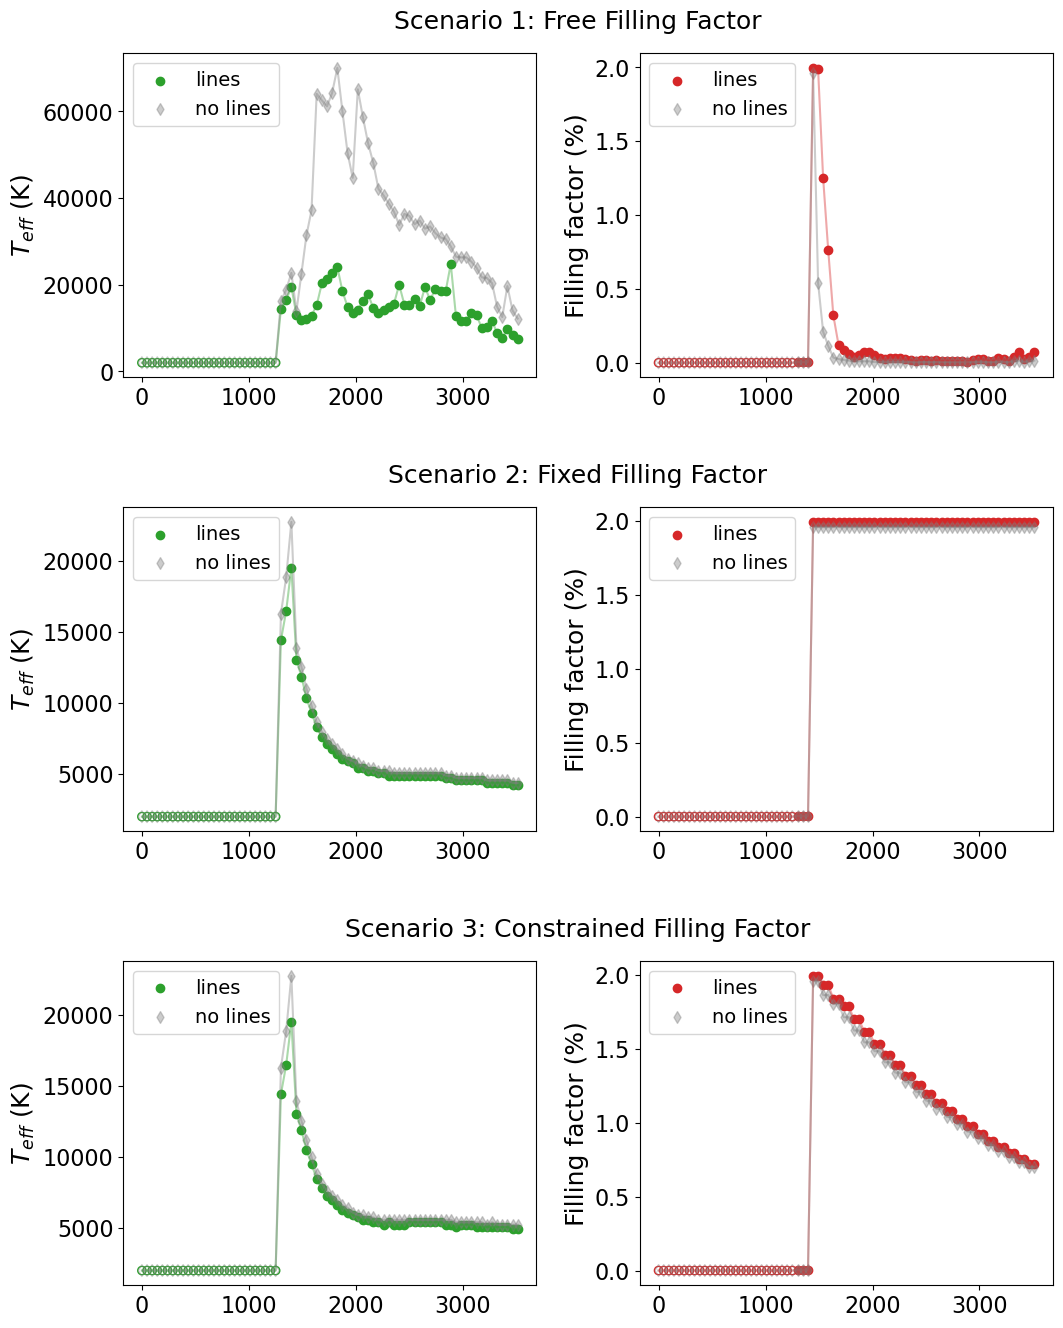 Scenario 1: Free Filling Factor
lines
no lines
T_eff (K)
60000
40000
20000
0
0 1000 2000 3000
lines
no lines
Filling factor (%)
2.0
1.5
1.0
0.5
0.0
0 1000 2000 3000
Scenario 2: Fixed Filling Factor
lines
no lines
T_eff (K)
20000
15000
10000
5000
0 1000 2000 3000
lines
no lines
Filling factor (%)
2.0
1.5
1.0
0.5
0.0
0 1000 2000 3000
Scenario 3: Constrained Filling Factor
lines
no lines
T_eff (K)
20000
15000
10000
5000
0 1000 2000 3000
lines
no lines
Filling factor (%)
2.0
1.5
1.0
0.5
0.0
0 1000 2000 3000